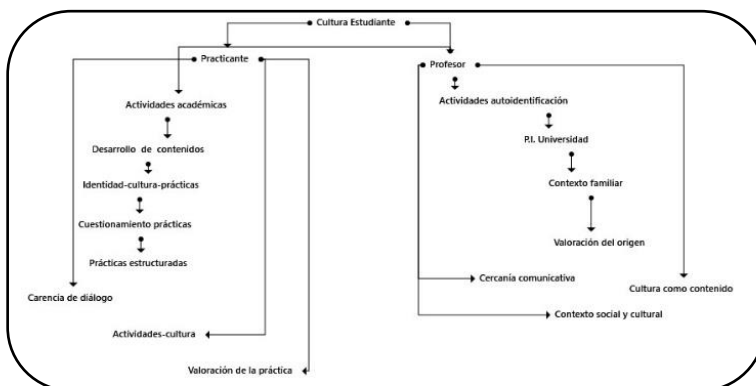 Cultura Estudiante
Practicante
Profesor
Actividades académicas
Actividades autoidentificación
P.I. Universidad
Desarrollo de contenidos
Identidad-cultura-prácticas
Contexto familiar
Cuestionamiento prácticas
Valoración del origen
Prácticas estructuradas
Cercanía comunicativa
Cultura como contenido
Carencia de diálogo
Contexto social y cultural
Actividades-cultura
Valoración de la práctica